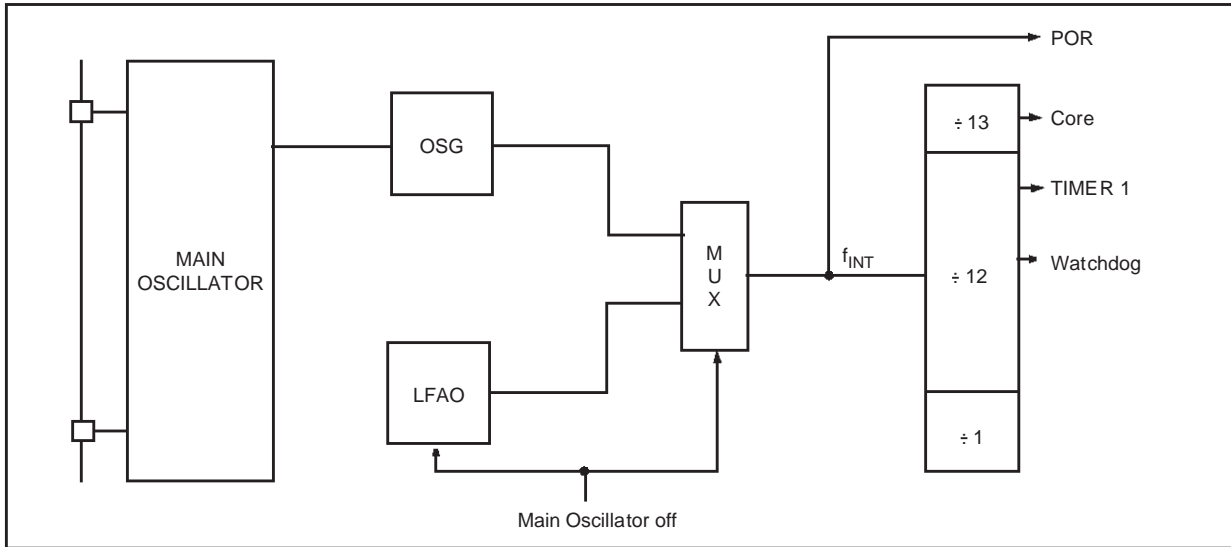 MAIN
OSCILLATOR
OSG
LFAO
Main Oscillator off
M
U
X
fINT
POR
÷ 13
Core
TIMER 1
÷ 12
Watchdog
÷ 1